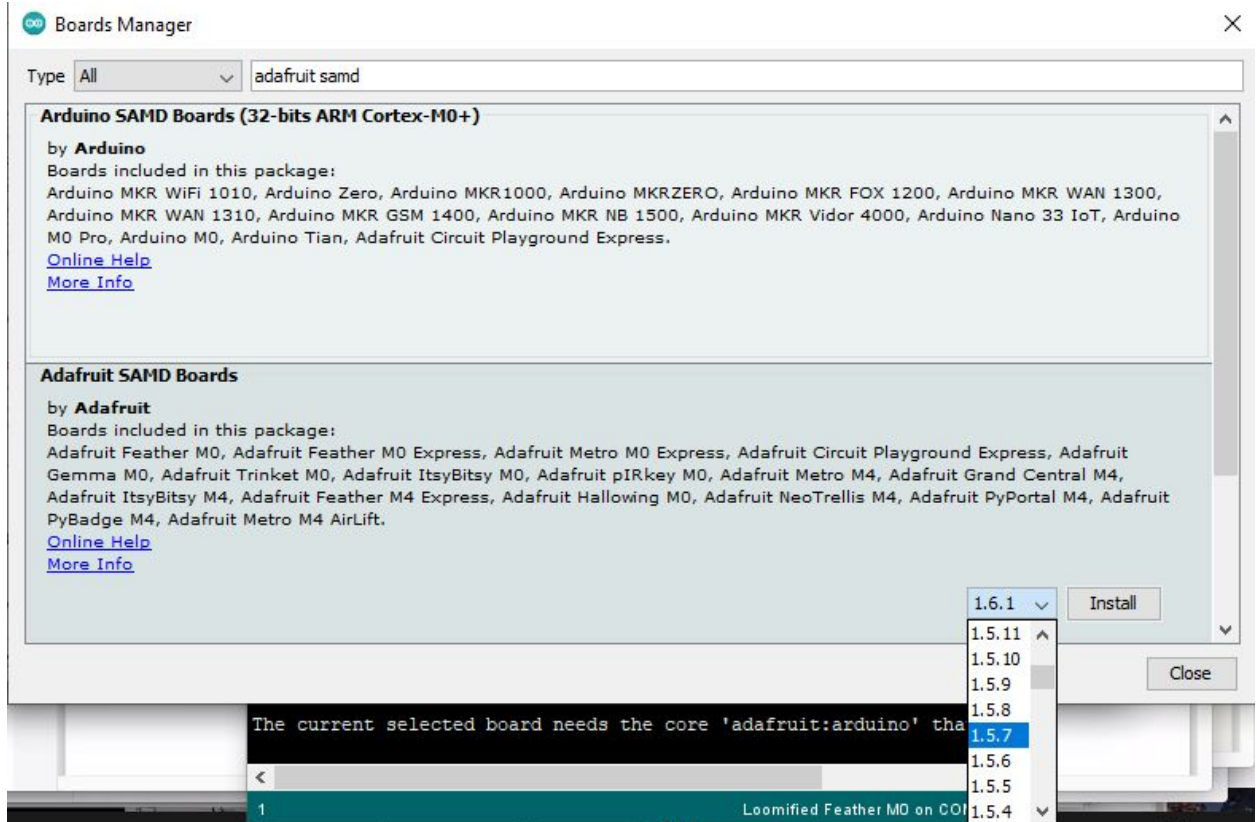 Boards Manager
Type All adafruit samd
Arduino SAMD Boards (32-bits ARM Cortex-M0+)
by Arduino
Boards included in this package:
Arduino MKR WiFi 1010, Arduino Zero, Arduino MKR1000, Arduino MKRZERO, Arduino MKR FOX 1200, Arduino MKR WAN 1300,
Arduino MKR WAN 1310, Arduino MKR GSM 1400, Arduino MKR NB 1500, Arduino MKR Vidor 4000, Arduino Nano 33 IoT, Arduino
M0 Pro, Arduino M0, Arduino Tian, Adafruit Circuit Playground Express.
Online Help
More Info
Adafruit SAMD Boards
by Adafruit
Boards included in this package:
Adafruit Feather M0, Adafruit Feather M0 Express, Adafruit Metro M0 Express, Adafruit Circuit Playground Express, Adafruit
Gemma M0, Adafruit Trinket M0, Adafruit ItsyBitsy M0, Adafruit pIRkey M0, Adafruit Metro M4, Adafruit Grand Central M4,
Adafruit ItsyBitsy M4, Adafruit Feather M4 Express, Adafruit Hallowing M0, Adafruit NeoTrellis M4, Adafruit PyPortal M4, Adafruit
PyBadge M4, Adafruit Metro M4 AirLift.
Online Help
More Info
1.6.1 Install
1.5.11
1.5.10
1.5.9
1.5.8
1.5.7
1.5.6
1.5.5
1.5.4
Close
The current selected board needs the core 'adafruit:arduino'
1 Loomified Feather M0 on